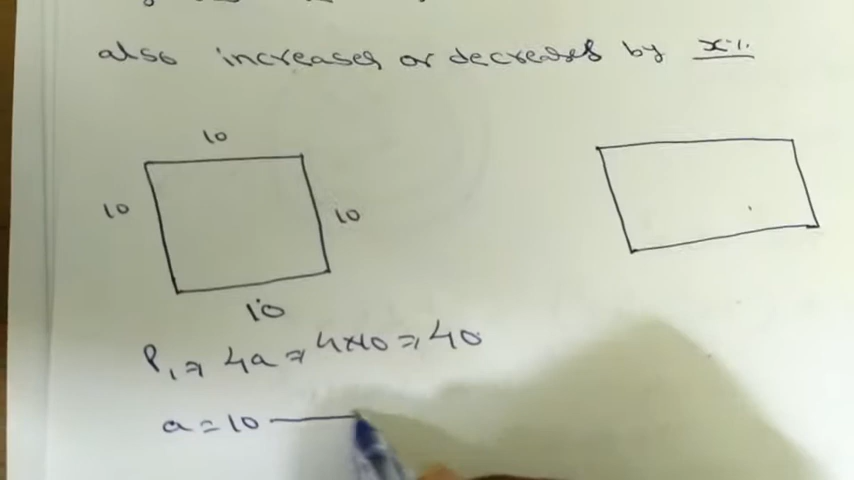 also increases or decreases by x%
10
10
10
10
P₁ => 4a => 4×10 => 40
a = 10